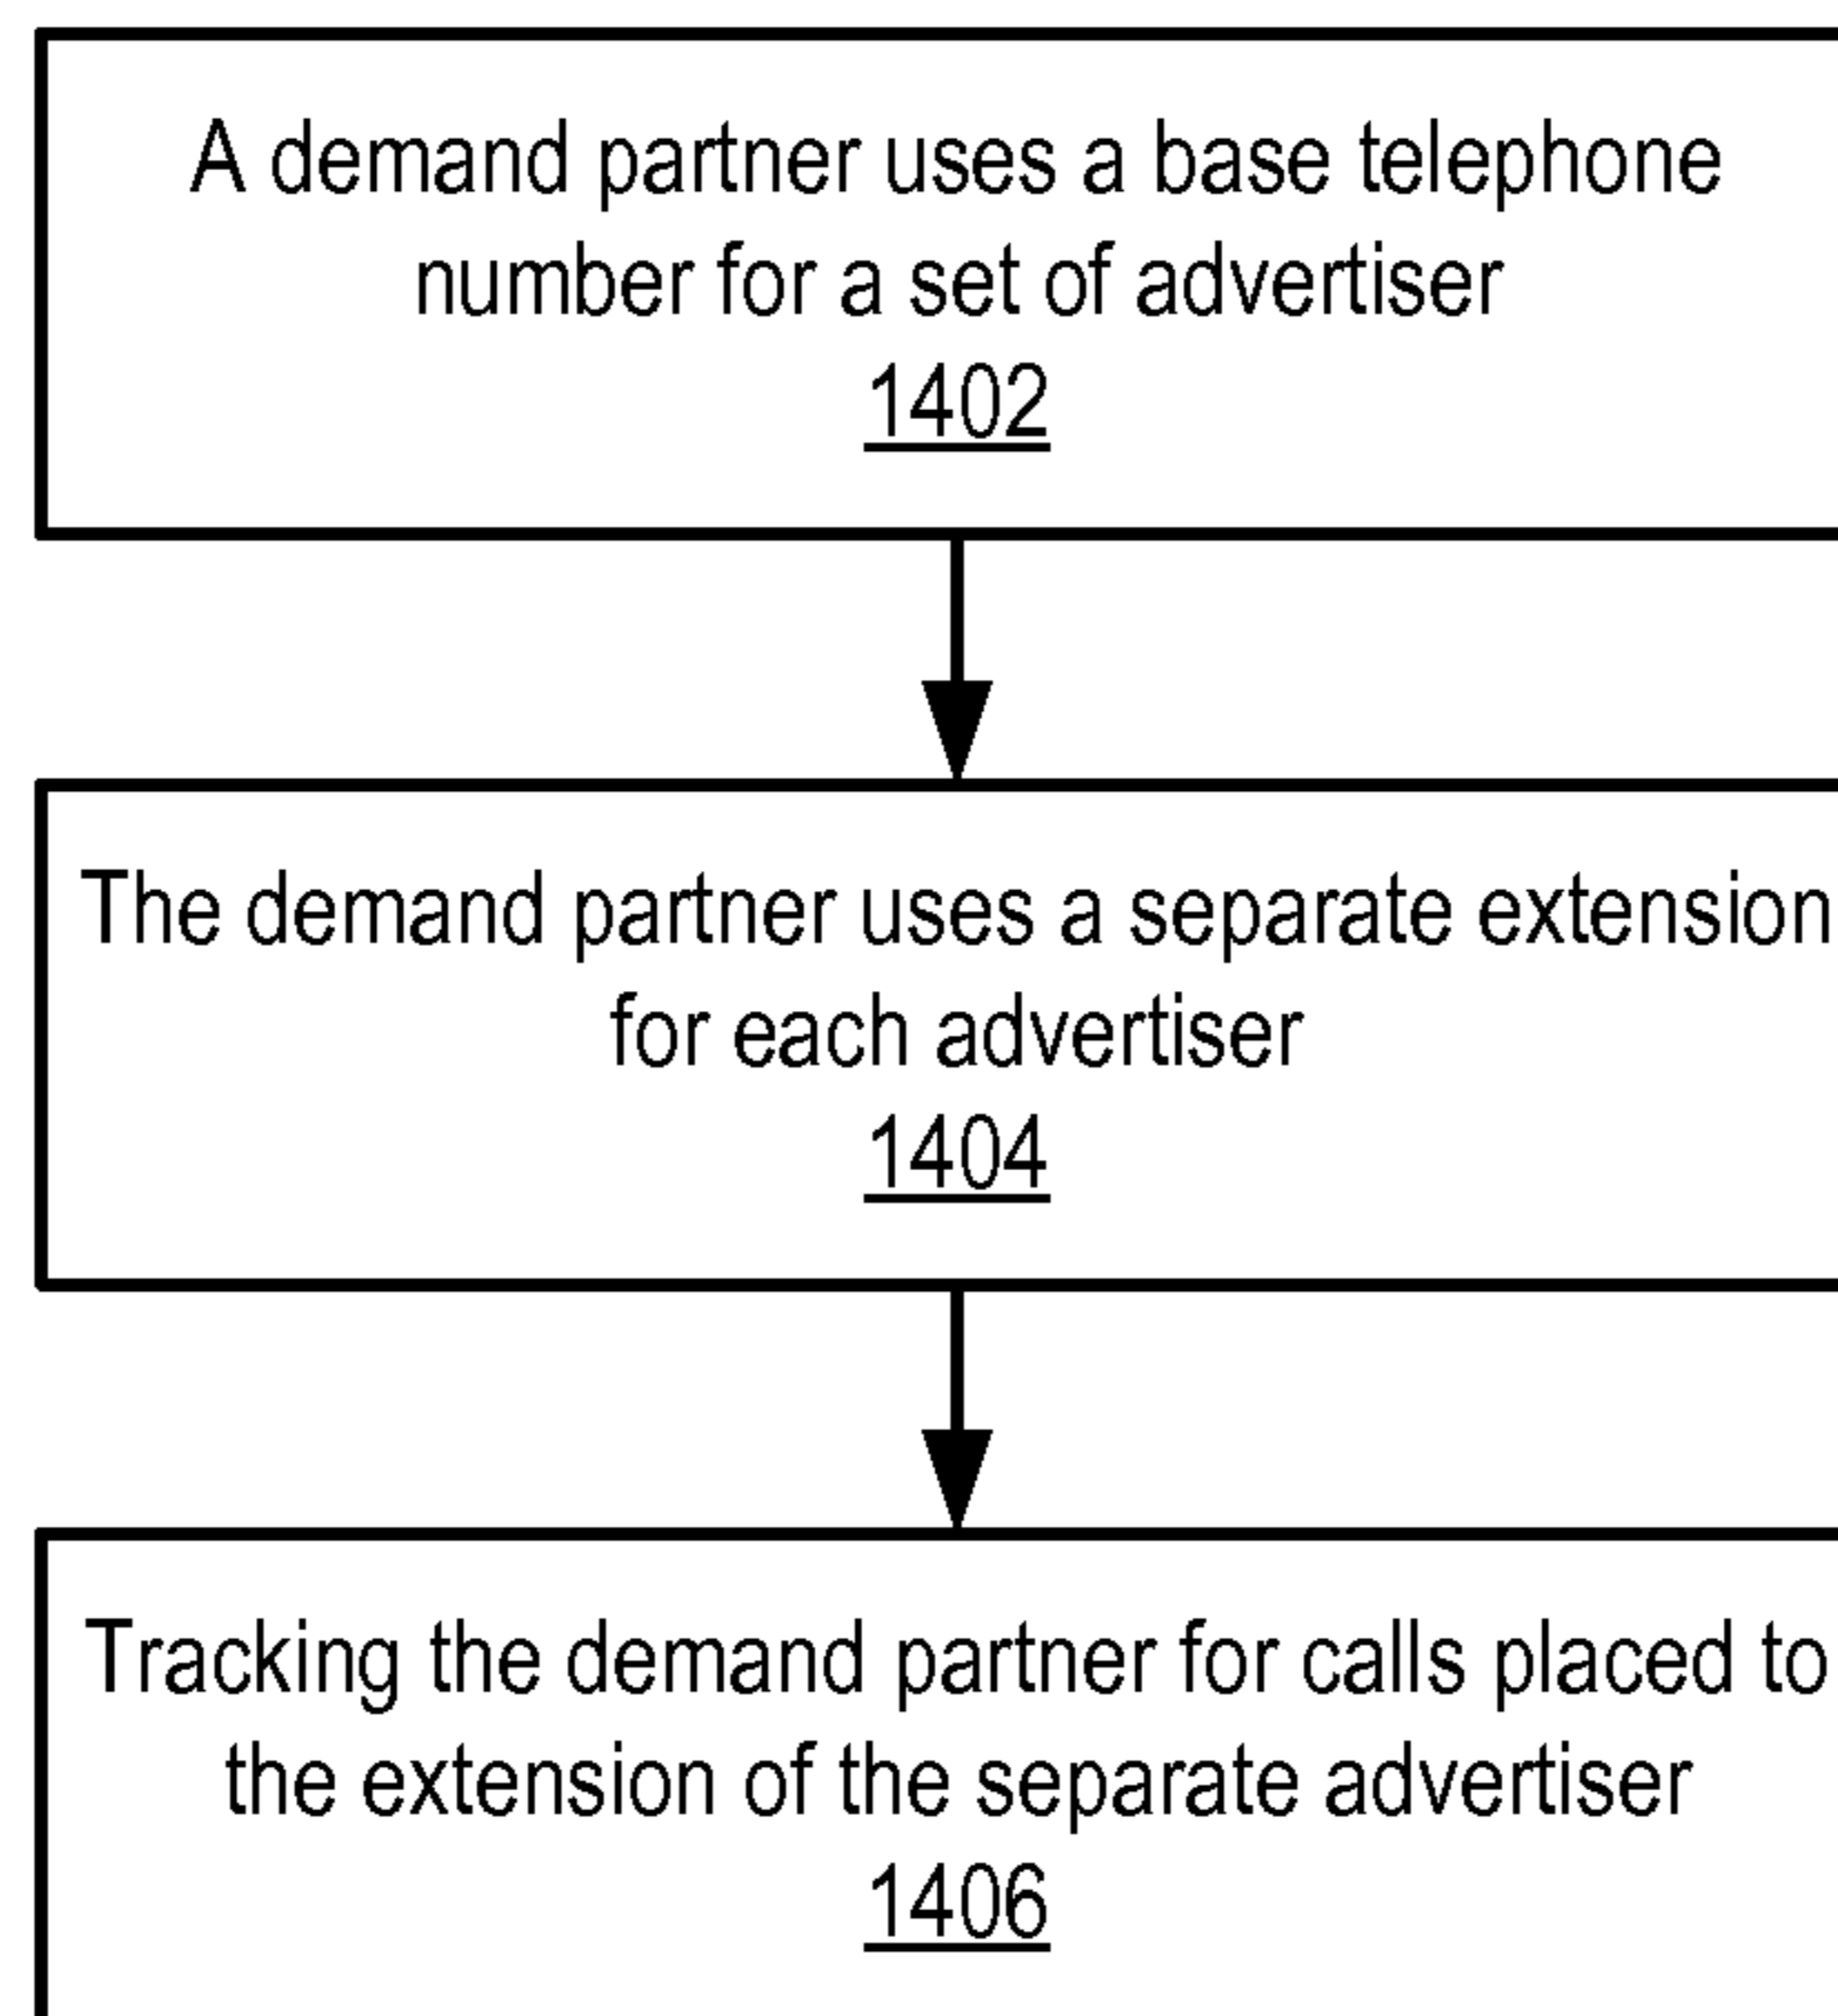 A demand partner uses a base telephone
number for a set of advertiser
1402
The demand partner uses a separate extension
for each advertiser
1404
Tracking the demand partner for calls placed to
the extension of the separate advertiser
1406